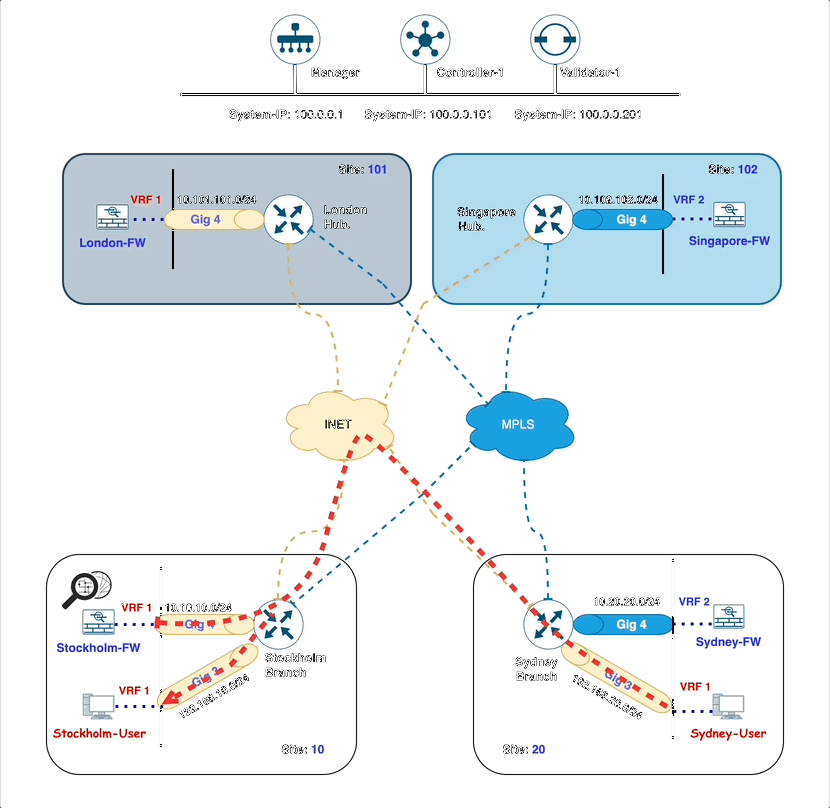 Manager
Controller-1
Validator-1
System-IP: 100.0.0.1
System-IP: 100.0.0.101
System-IP: 100.0.0.201
Site: 101
VRF 1
10.101.101.0/24
Gig 4
London-FW
London
Hub.
Site: 102
Singapore
Hub.
10.102.102.0/24
Gig 4
VRF 2
Singapore-FW
INET
MPLS
VRF 1
10.10.10.0/24
Gig 4
Stockholm-FW
Stockholm
Branch
Gig 3
192.168.10.0/24
VRF 1
Stockholm-User
Site: 10
10.20.20.0/24
Gig 4
VRF 2
Sydney-FW
Sydney
Branch
Gig 3
192.168.20.0/24
VRF 1
Sydney-User
Site: 20